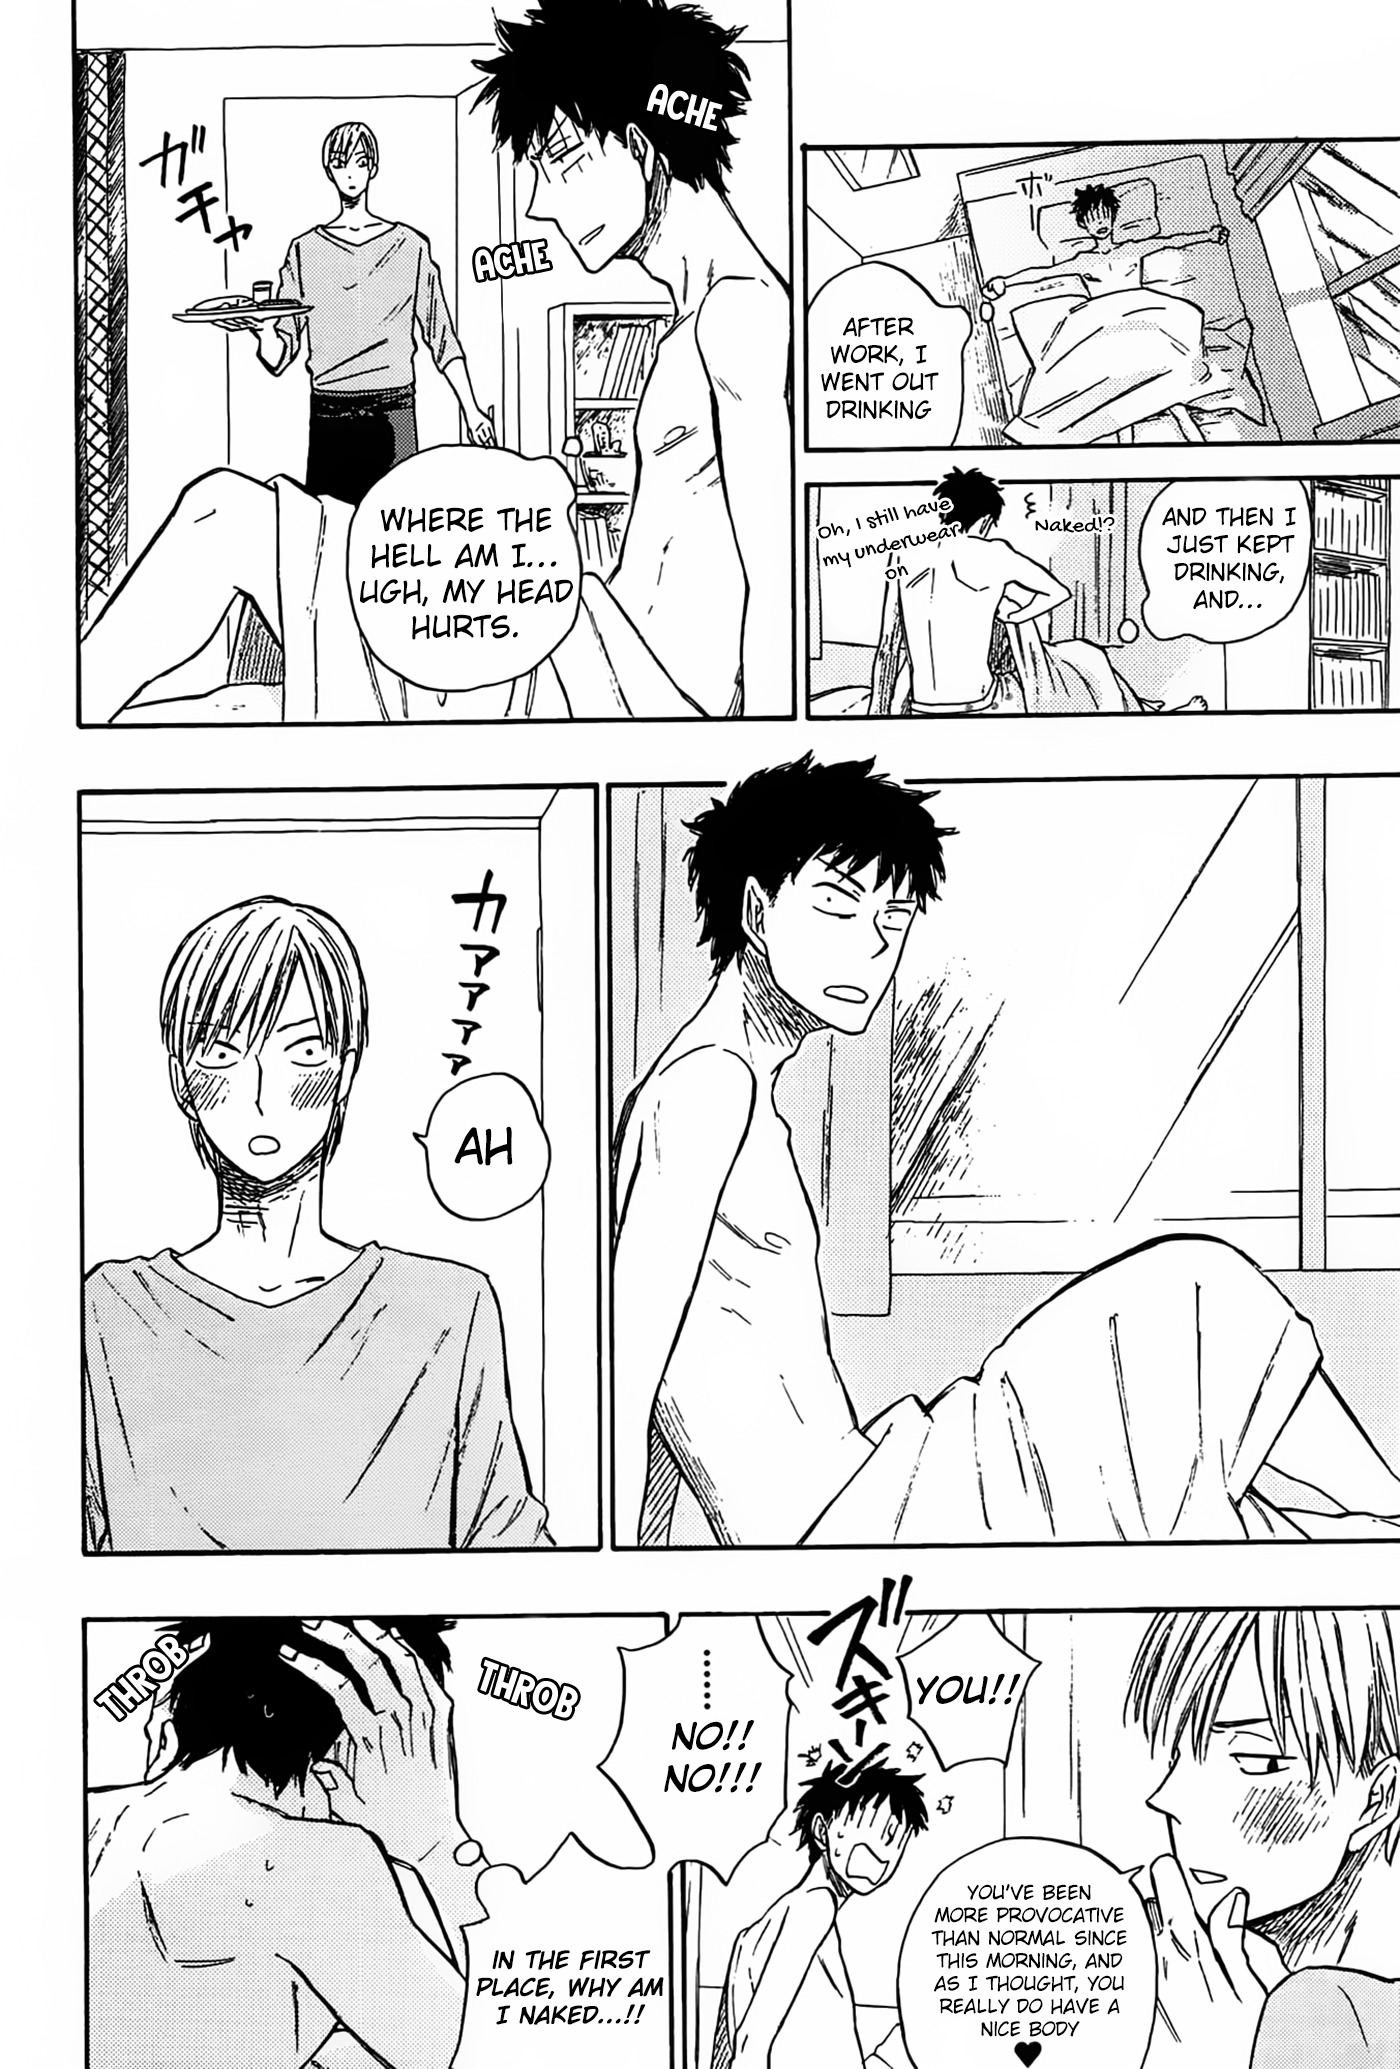 ボー
AFTER
WORK, I
WENT OUT
DRINKING
AND THEN I
JUST KEPT
DRINKING,
AND...
Naked!?
Oh, I still have
my underwear
on
ACHE
ACHE
ガチャ
WHERE THE
HELL AM I...
UGH, MY HEAD
HURTS.
カァァァァ
AH
YOU'VE BEEN
MORE PROVOCATIVE
THAN NORMAL SINCE
THIS MORNING, AND
AS I THOUGHT, YOU
REALLY DO HAVE A
NICE BODY
♥
YOU!!
ズキーン
........
NO!!
NO!!!
THROB
THROB
IN THE FIRST
PLACE, WHY AM
I NAKED...!!